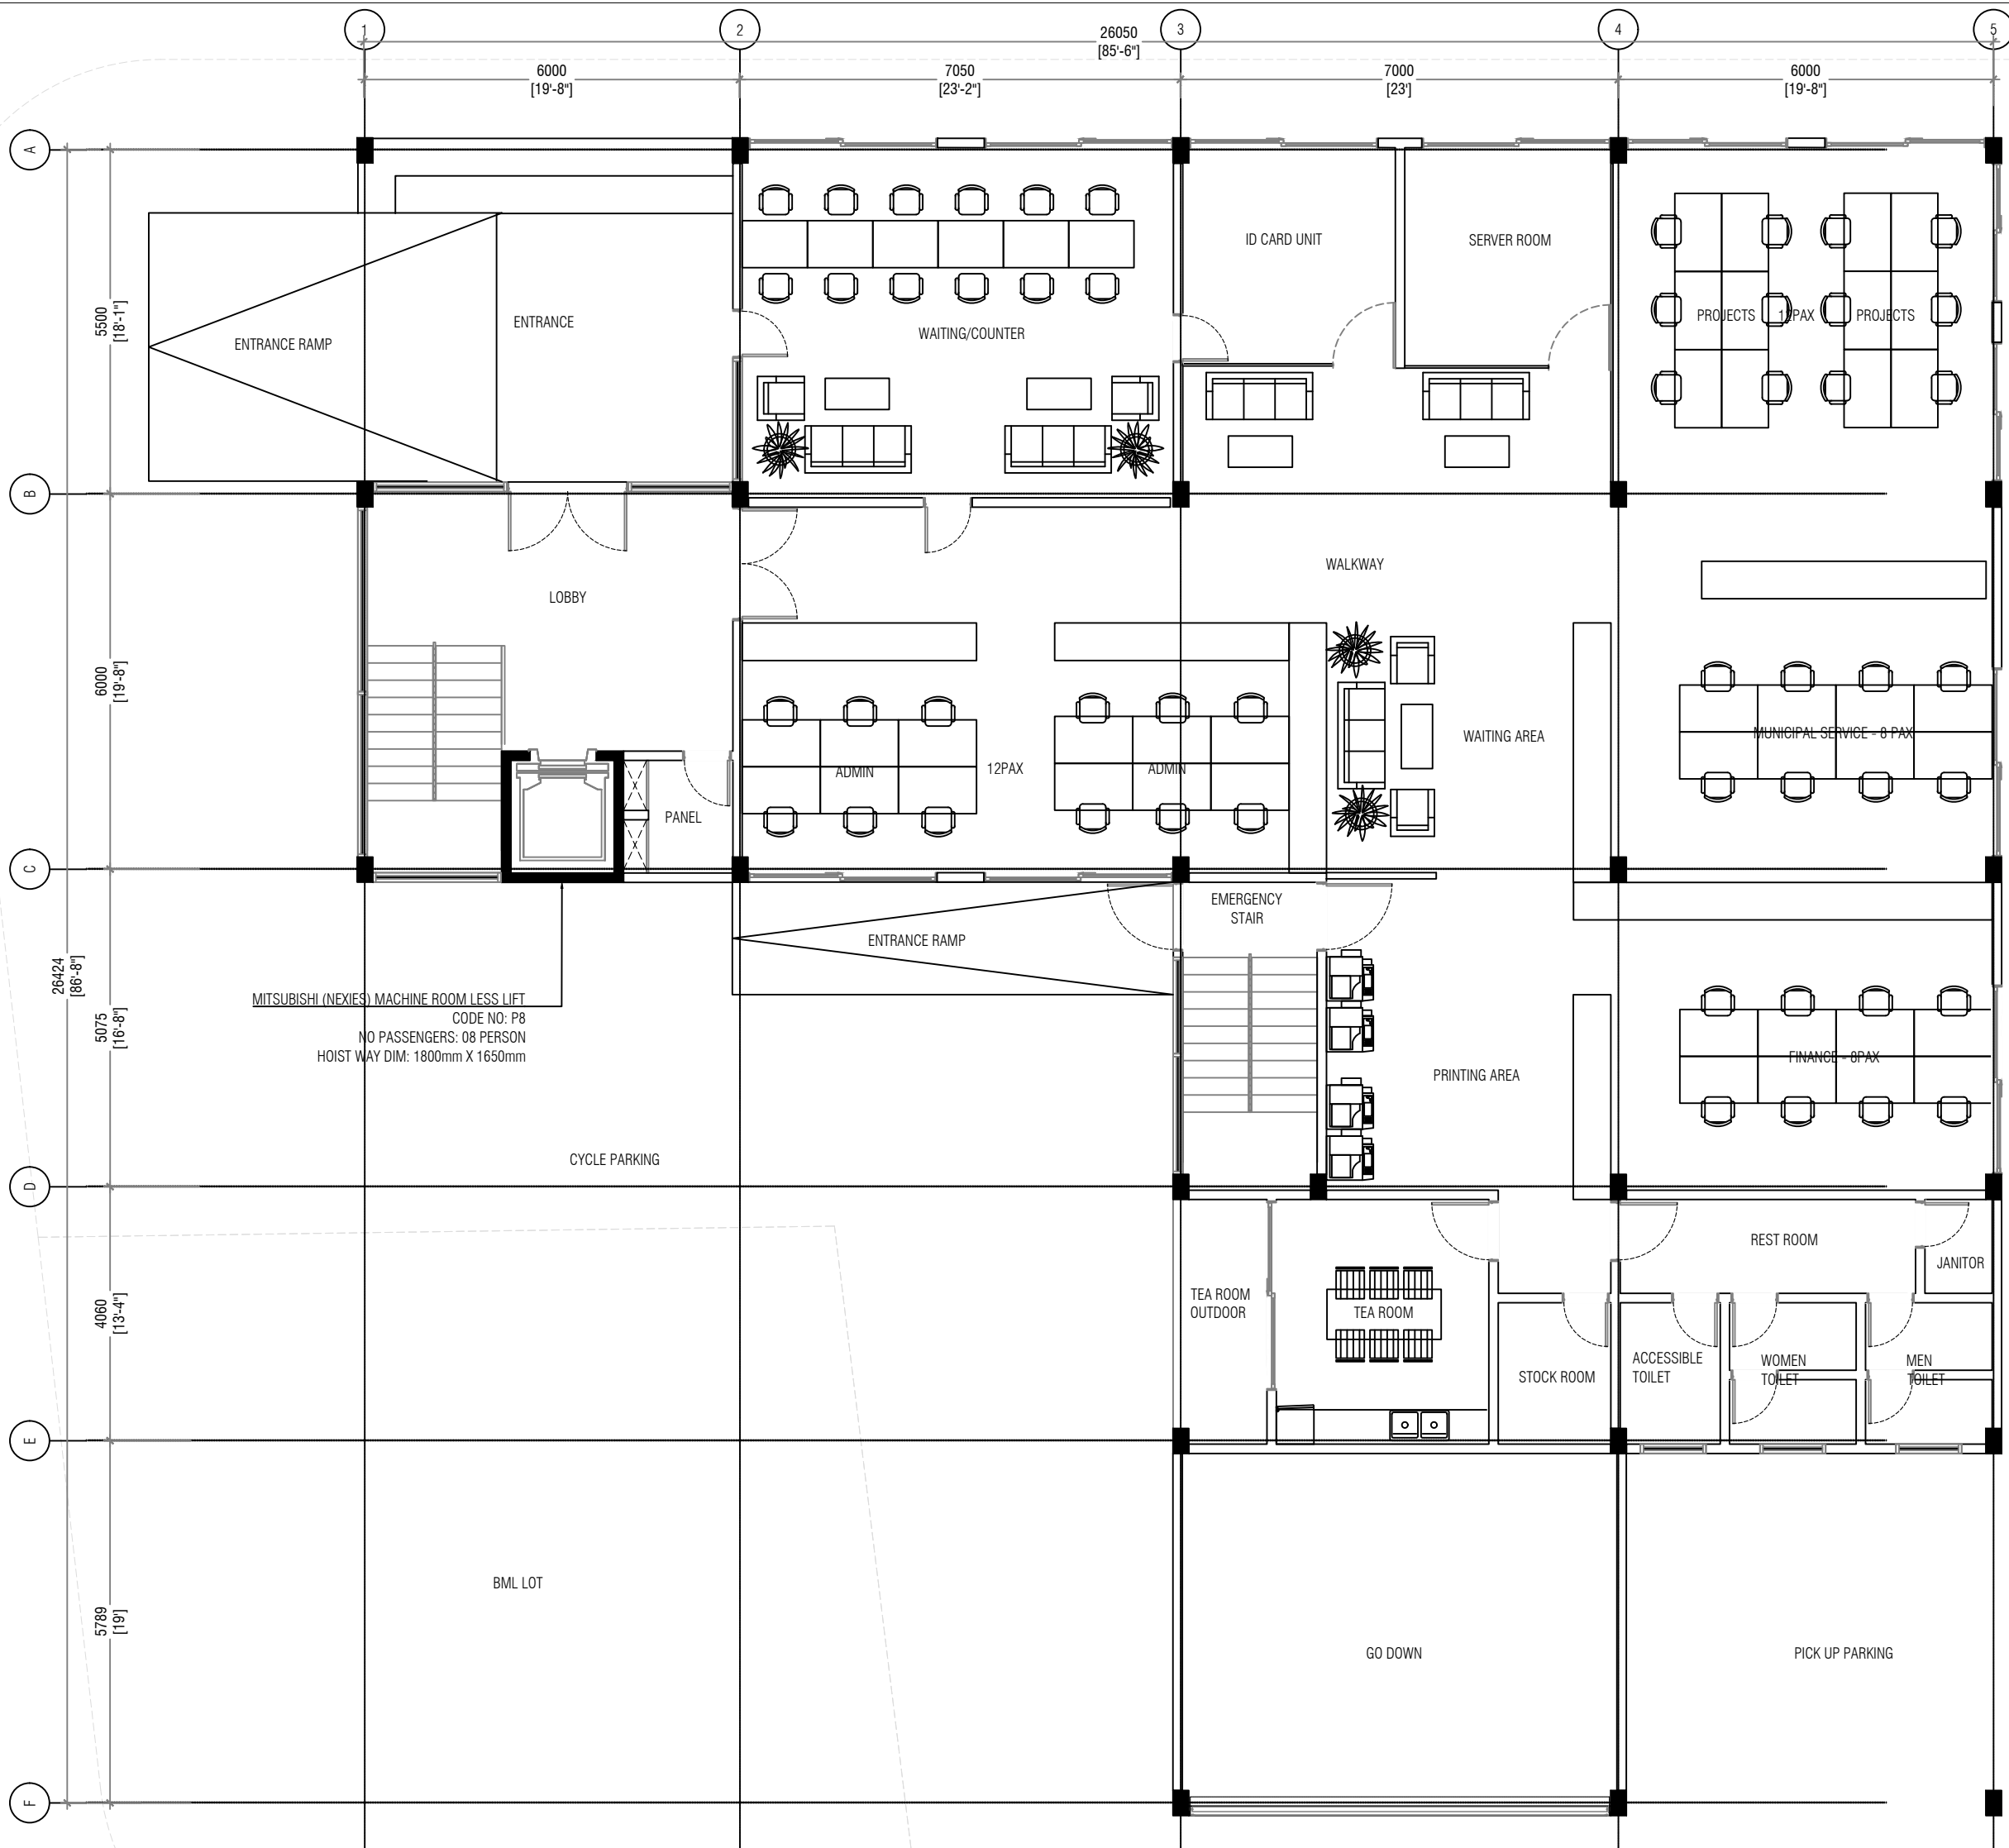 1
2
3
4
5
26050
[85'-6"]
6000
[19'-8"]
7050
[23'-2"]
7000
[23']
6000
[19'-8"]
A
B
C
D
E
F
5500
[18'-1"]
6000
[19'-8"]
26424
[86'-8"]
5075
[16'-8"]
4060
[13'-4"]
5789
[19']
ENTRANCE RAMP
ENTRANCE
WAITING/COUNTER
ID CARD UNIT
SERVER ROOM
PROJECTS
12PAX
PROJECTS
LOBBY
WALKWAY
PANEL
ADMIN
12PAX
ADMIN
WAITING AREA
MUNICIPAL SERVICE - 8 PAX
EMERGENCY
STAIR
ENTRANCE RAMP
MITSUBISHI (NEXIES) MACHINE ROOM LESS LIFT
CODE NO: P8
NO PASSENGERS: 08 PERSON
HOIST WAY DIM: 1800mm X 1650mm
PRINTING AREA
FINANCE - 8PAX
CYCLE PARKING
REST ROOM
JANITOR
TEA ROOM
OUTDOOR
TEA ROOM
STOCK ROOM
ACCESSIBLE
TOILET
WOMEN
TOILET
MEN
TOILET
BML LOT
GO DOWN
PICK UP PARKING